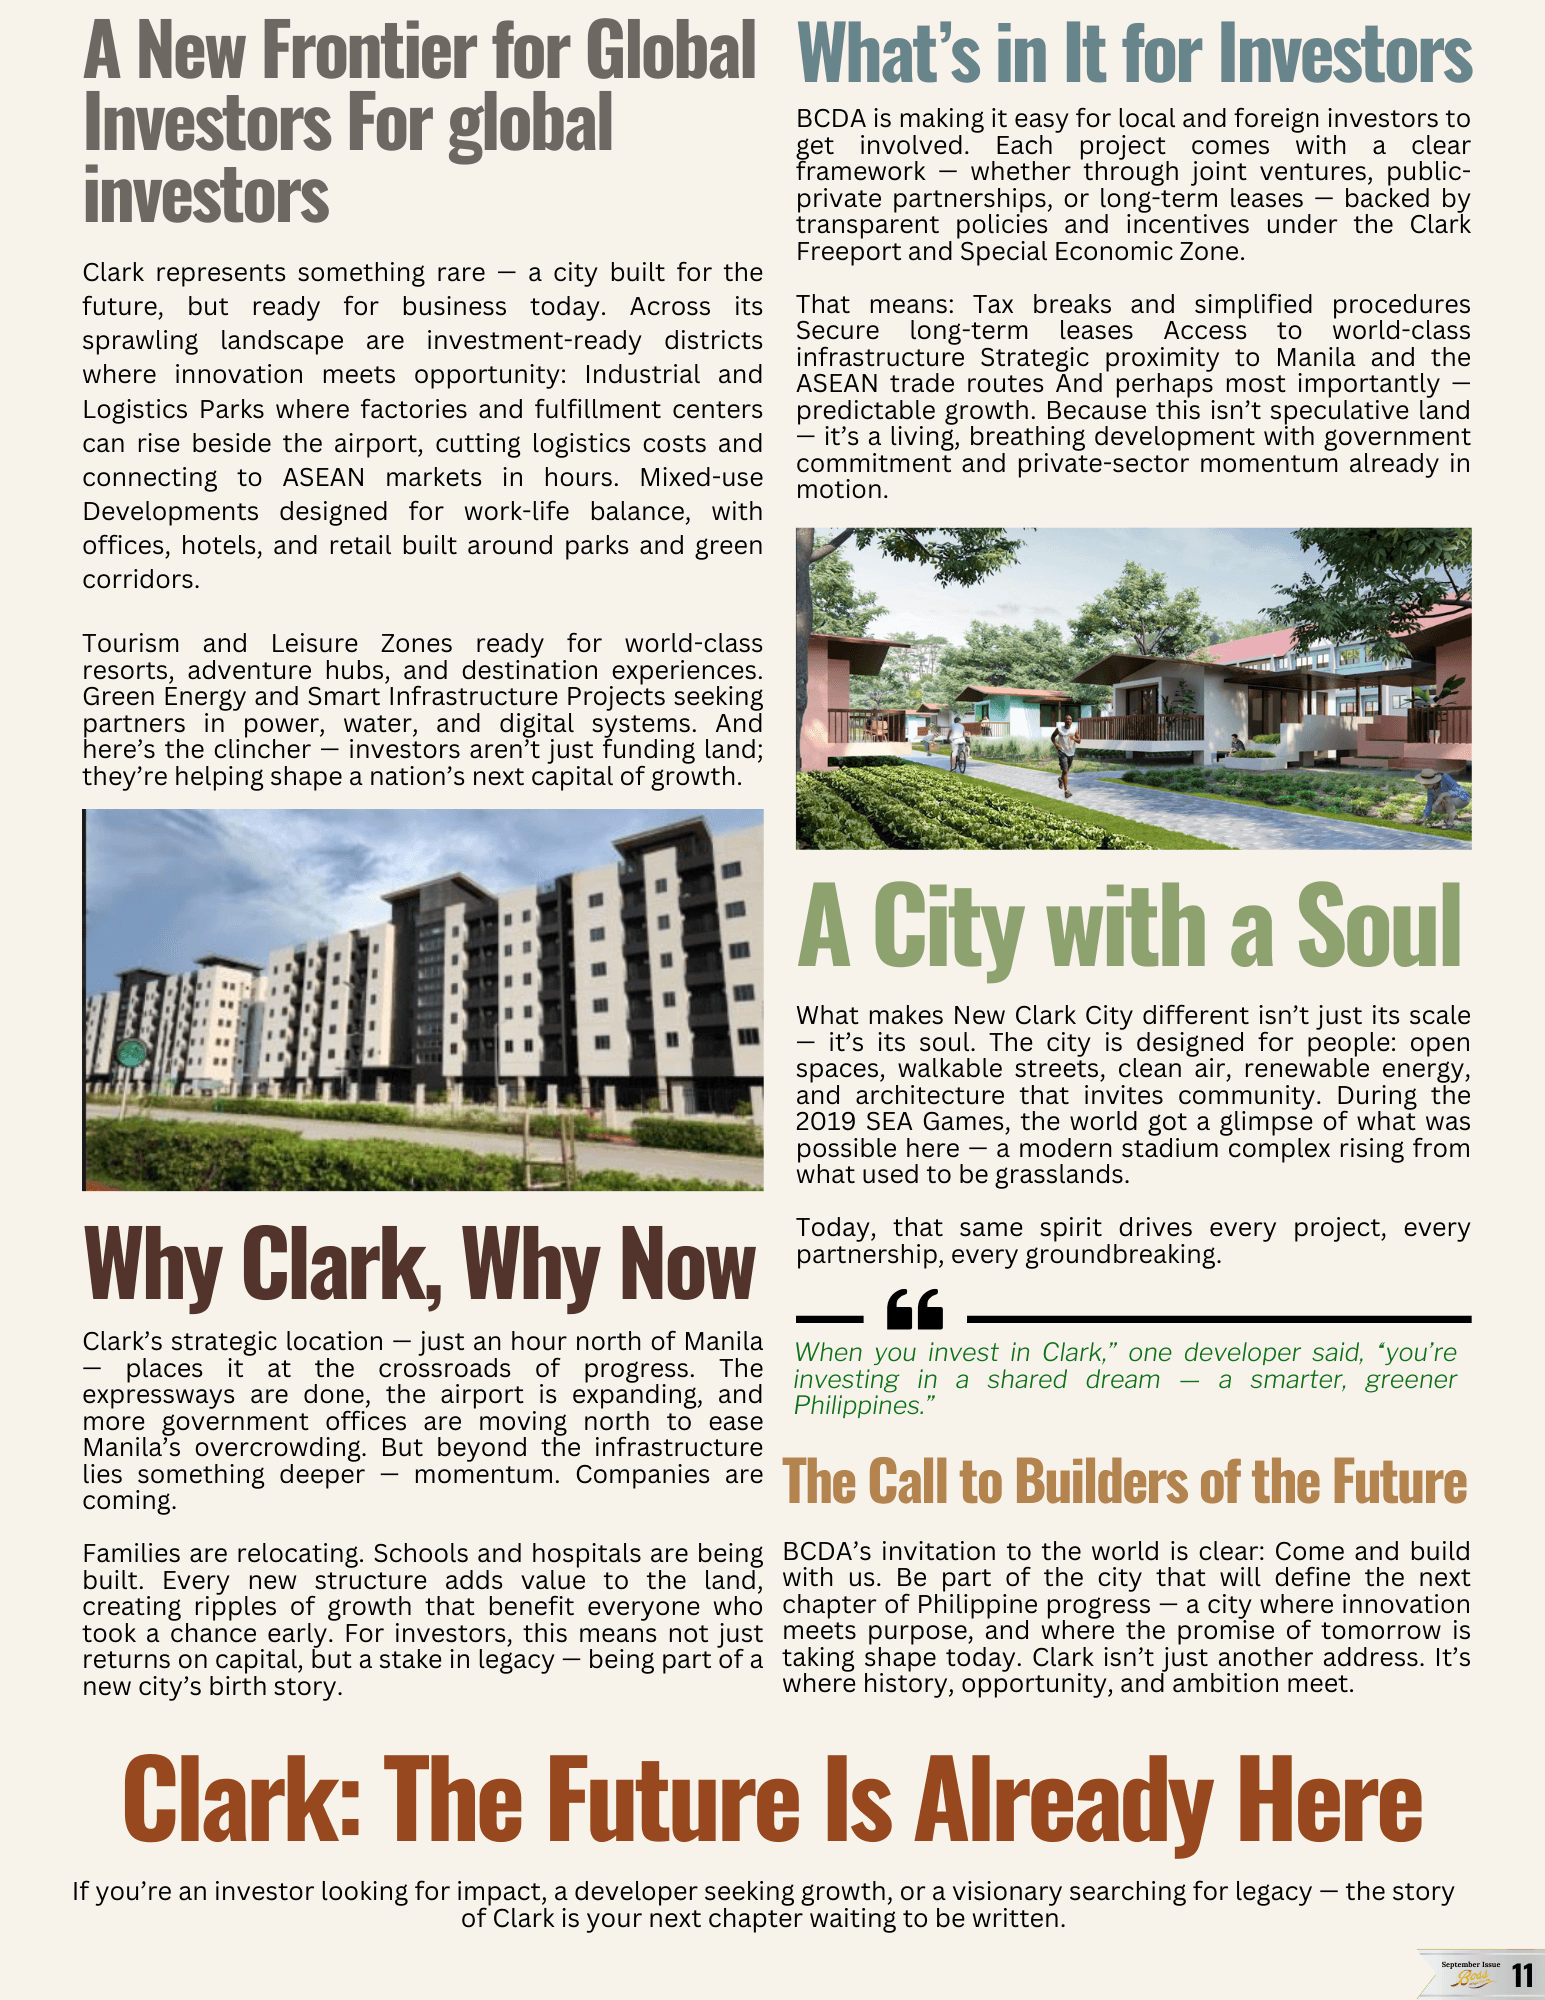 A New Frontier for Global
Investors For global
investors
Clark represents something rare — a city built for the
future, but ready for business today. Across its
sprawling landscape are investment-ready districts
where innovation meets opportunity: Industrial and
Logistics Parks where factories and fulfillment centers
can rise beside the airport, cutting logistics costs and
connecting to ASEAN markets in hours. Mixed-use
Developments designed for work-life balance, with
offices, hotels, and retail built around parks and green
corridors.
Tourism and Leisure Zones ready for world-class
resorts, adventure hubs, and destination experiences.
Green Energy and Smart Infrastructure Projects seeking
partners in power, water, and digital systems. And
here’s the clincher — investors aren’t just funding land;
they’re helping shape a nation’s next capital of growth.
Why Clark, Why Now
Clark’s strategic location — just an hour north of Manila
— places it at the crossroads of progress. The
expressways are done, the airport is expanding, and
more government offices are moving north to ease
Manila’s overcrowding. But beyond the infrastructure
lies something deeper — momentum. Companies are
coming.
Families are relocating. Schools and hospitals are being
built. Every new structure adds value to the land,
creating ripples of growth that benefit everyone who
took a chance early. For investors, this means not just
returns on capital, but a stake in legacy — being part of a
new city’s birth story.
What’s in It for Investors
BCDA is making it easy for local and foreign investors to
get involved. Each project comes with a clear
framework — whether through joint ventures, public-
private partnerships, or long-term leases — backed by
transparent policies and incentives under the Clark
Freeport and Special Economic Zone.
That means: Tax breaks and simplified procedures
Secure long-term leases Access to world-class
infrastructure Strategic proximity to Manila and the
ASEAN trade routes And perhaps most importantly —
predictable growth. Because this isn’t speculative land
— it’s a living, breathing development with government
commitment and private-sector momentum already in
motion.
A City with a Soul
What makes New Clark City different isn’t just its scale
— it’s its soul. The city is designed for people: open
spaces, walkable streets, clean air, renewable energy,
and architecture that invites community. During the
2019 SEA Games, the world got a glimpse of what was
possible here — a modern stadium complex rising from
what used to be grasslands.
Today, that same spirit drives every project, every
partnership, every groundbreaking.
“
When you invest in Clark,” one developer said, “you’re
investing in a shared dream — a smarter, greener
Philippines.”
The Call to Builders of the Future
BCDA’s invitation to the world is clear: Come and build
with us. Be part of the city that will define the next
chapter of Philippine progress — a city where innovation
meets purpose, and where the promise of tomorrow is
taking shape today. Clark isn’t just another address. It’s
where history, opportunity, and ambition meet.
Clark: The Future Is Already Here
If you’re an investor looking for impact, a developer seeking growth, or a visionary searching for legacy — the story
of Clark is your next chapter waiting to be written.
September Issue
Boss
11